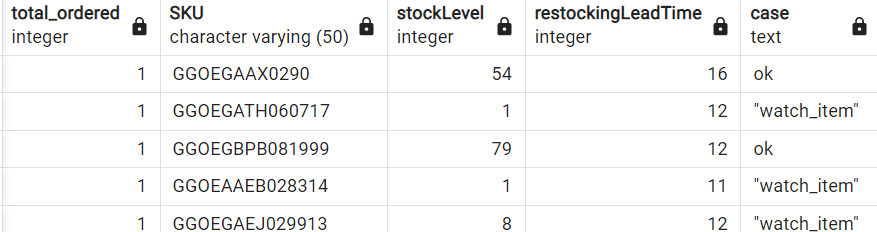 total_ordered SKU stockLevel restockingLeadTime case
integer character varying (50) integer integer text
1 GGOEGAAX0290 54 16 ok
1 GGOEGATH060717 1 12 "watch_item"
1 GGOEGBPB081999 79 12 ok
1 GGOEAAEB028314 1 11 "watch_item"
1 GGOEGAEJ029913 8 12 "watch_item"